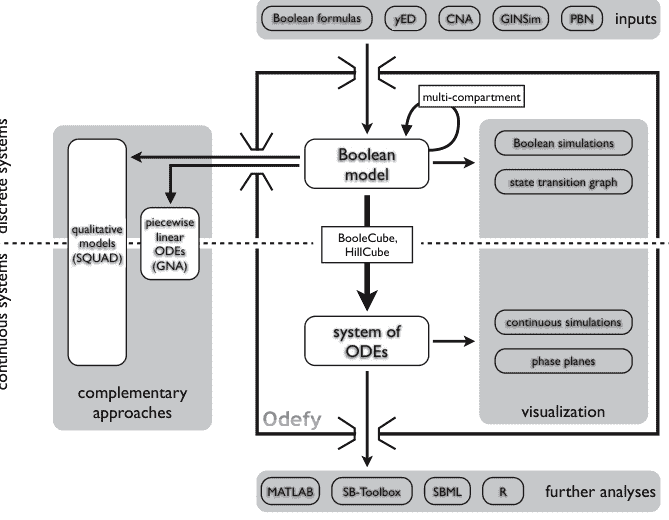 Boolean formulas
yED
CNA
GINSim
PBN
inputs
multi-compartment
discrete systems
Boolean
model
Boolean simulations
state transition graph
qualitative
models
(SQUAD)
piecewise
linear
ODEs
(GNA)
BooleCube,
HillCube
continuous systems
system of
ODEs
continuous simulations
phase planes
complementary
approaches
Odefy
visualization
MATLAB
SB-Toolbox
SBML
R
further analyses